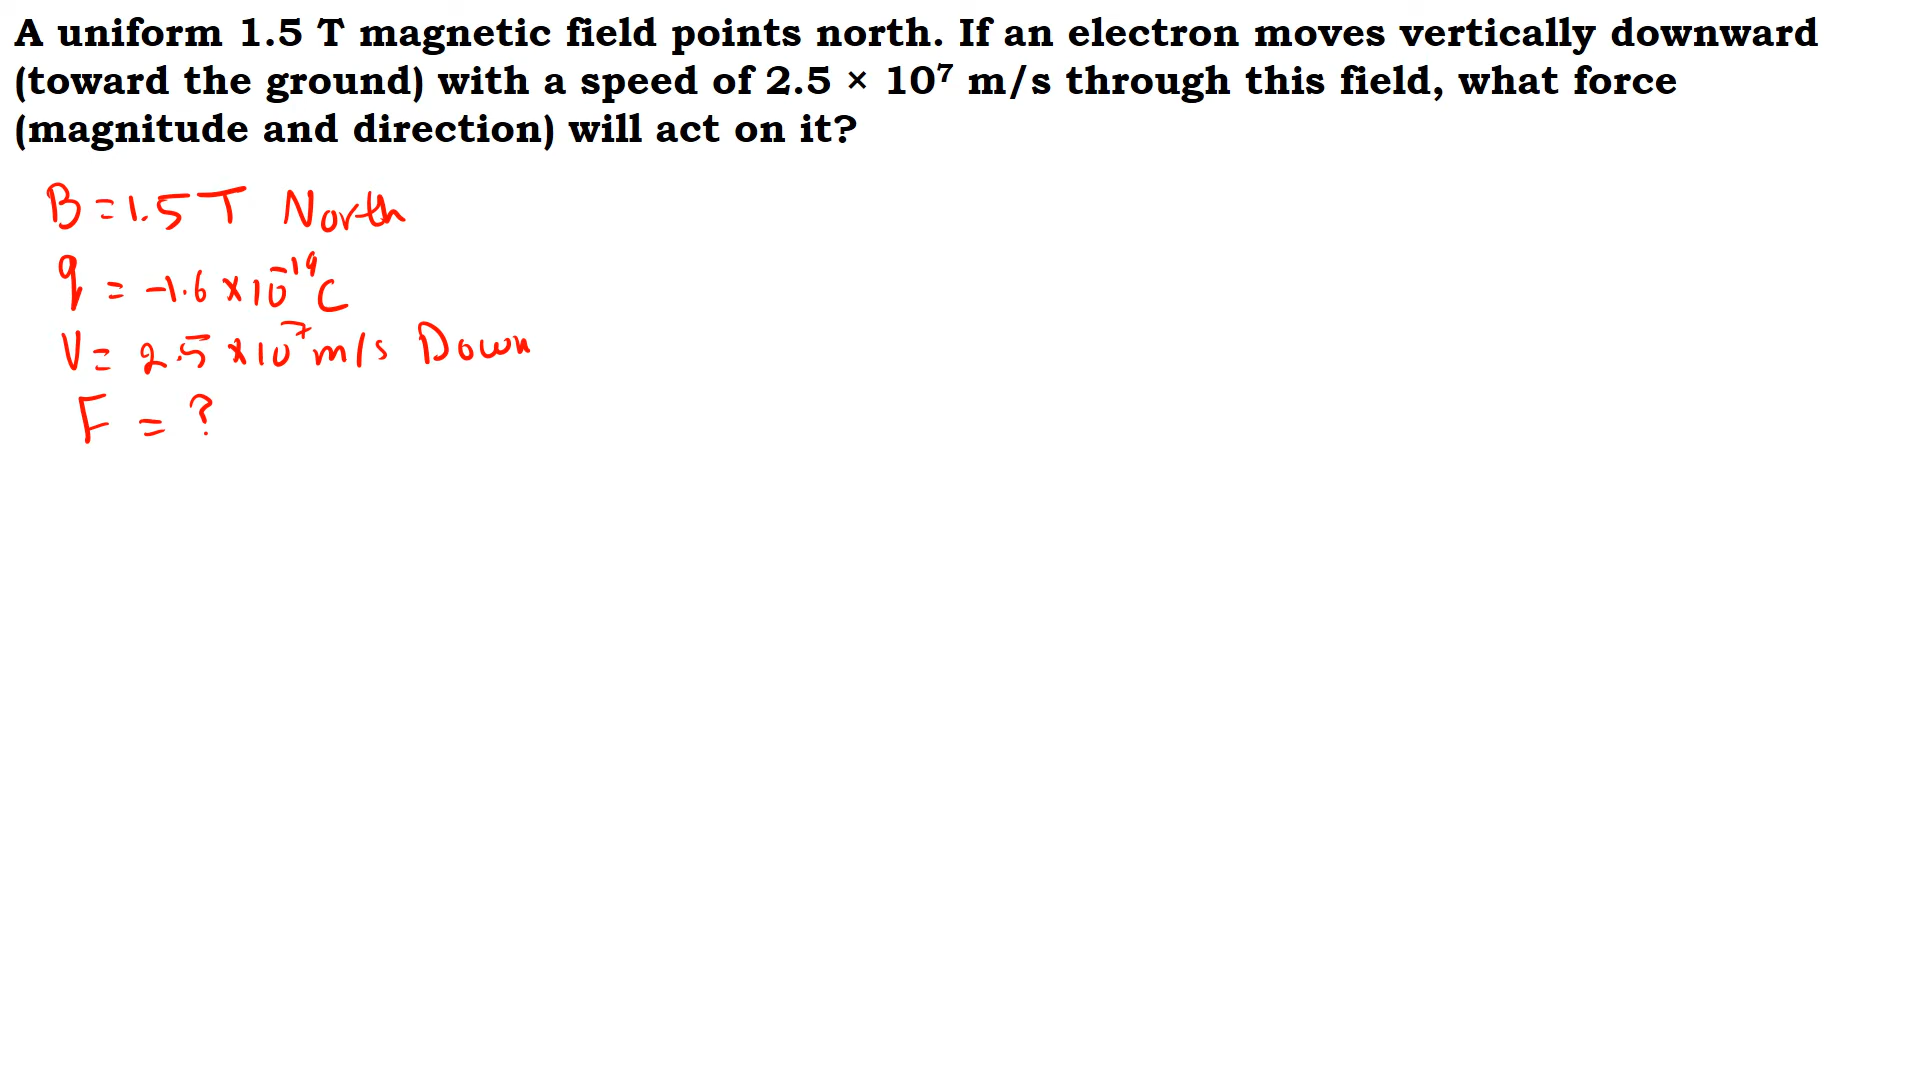 A uniform 1.5 T magnetic field points north. If an electron moves vertically downward
(toward the ground) with a speed of 2.5 × 10⁷ m/s through this field, what force
(magnitude and direction) will act on it?
B = 1.5 T North
q = -1.6 × 10⁻¹⁹ C
V = 2.5 × 10⁷ m/s Down
F = ?